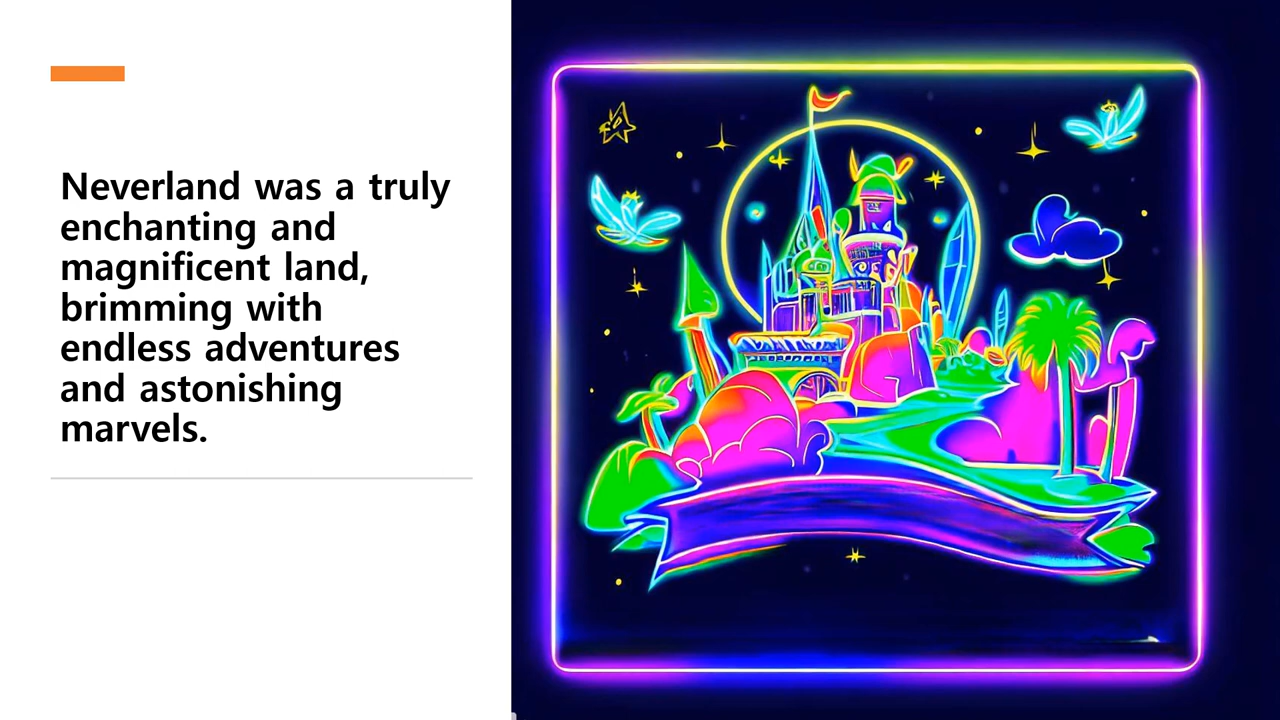 Neverland was a truly
enchanting and
magnificent land,
brimming with
endless adventures
and astonishing
marvels.